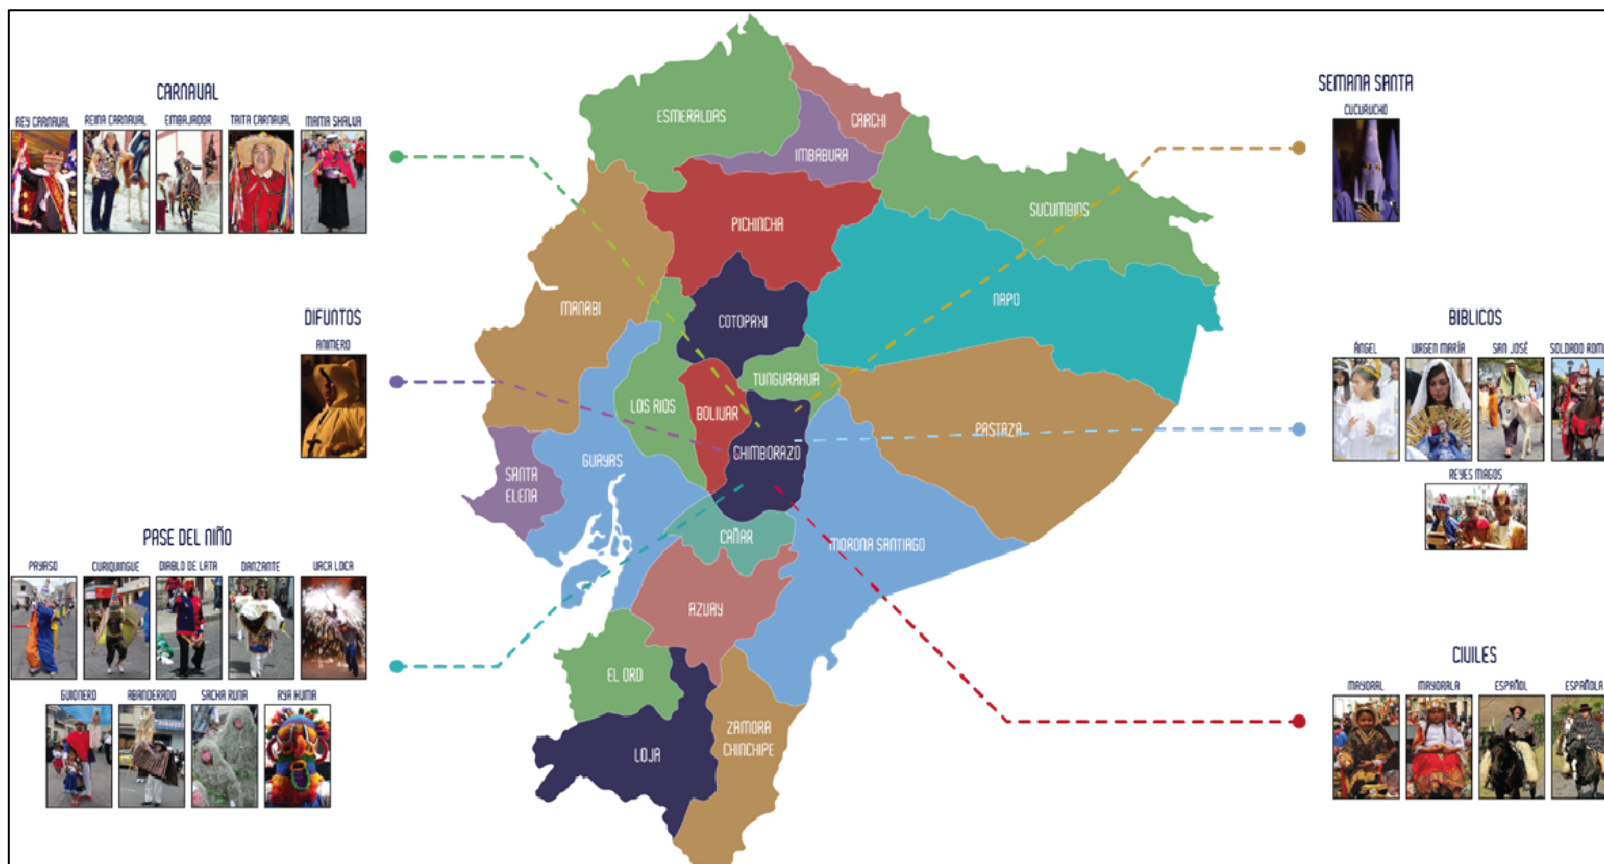 CARNAVAL
REY CARNAVAL
REINA CARNAVAL
EMBAJADOR
TAITA CARNAVAL
MAMA SHALVA
DIFUNTOS
ANIMERO
PASE DEL NIÑO
PAYASO
CURIQUINGUE
DIABLO DE LATA
DANZANTE
VACA LOCA
GUIONERO
ABANDERADO
SACHA RUNA
AYA HUMA
ESMERALDAS
CARCHI
IMBABURA
SUCUMBIOS
PICHINCHA
NAPO
MANABI
COTOPAXI
TUNGURAHUA
LOS RIOS
BOLIVAR
PASTAZA
CHIMBORAZO
GUAYAS
SANTA
ELENA
CAÑAR
MORONA SANTIAGO
AZUAY
EL ORO
ZAMORA
CHINCHIPE
LOJA
SEMANA SANTA
CUCURUCHO
BIBLICOS
ÁNGEL
VIRGEN MARÍA
SAN JOSÉ
SOLDADO ROM
REYES MAGOS
CIVILES
MAYORAL
MAYORALA
ESPAÑOL
ESPAÑOLA